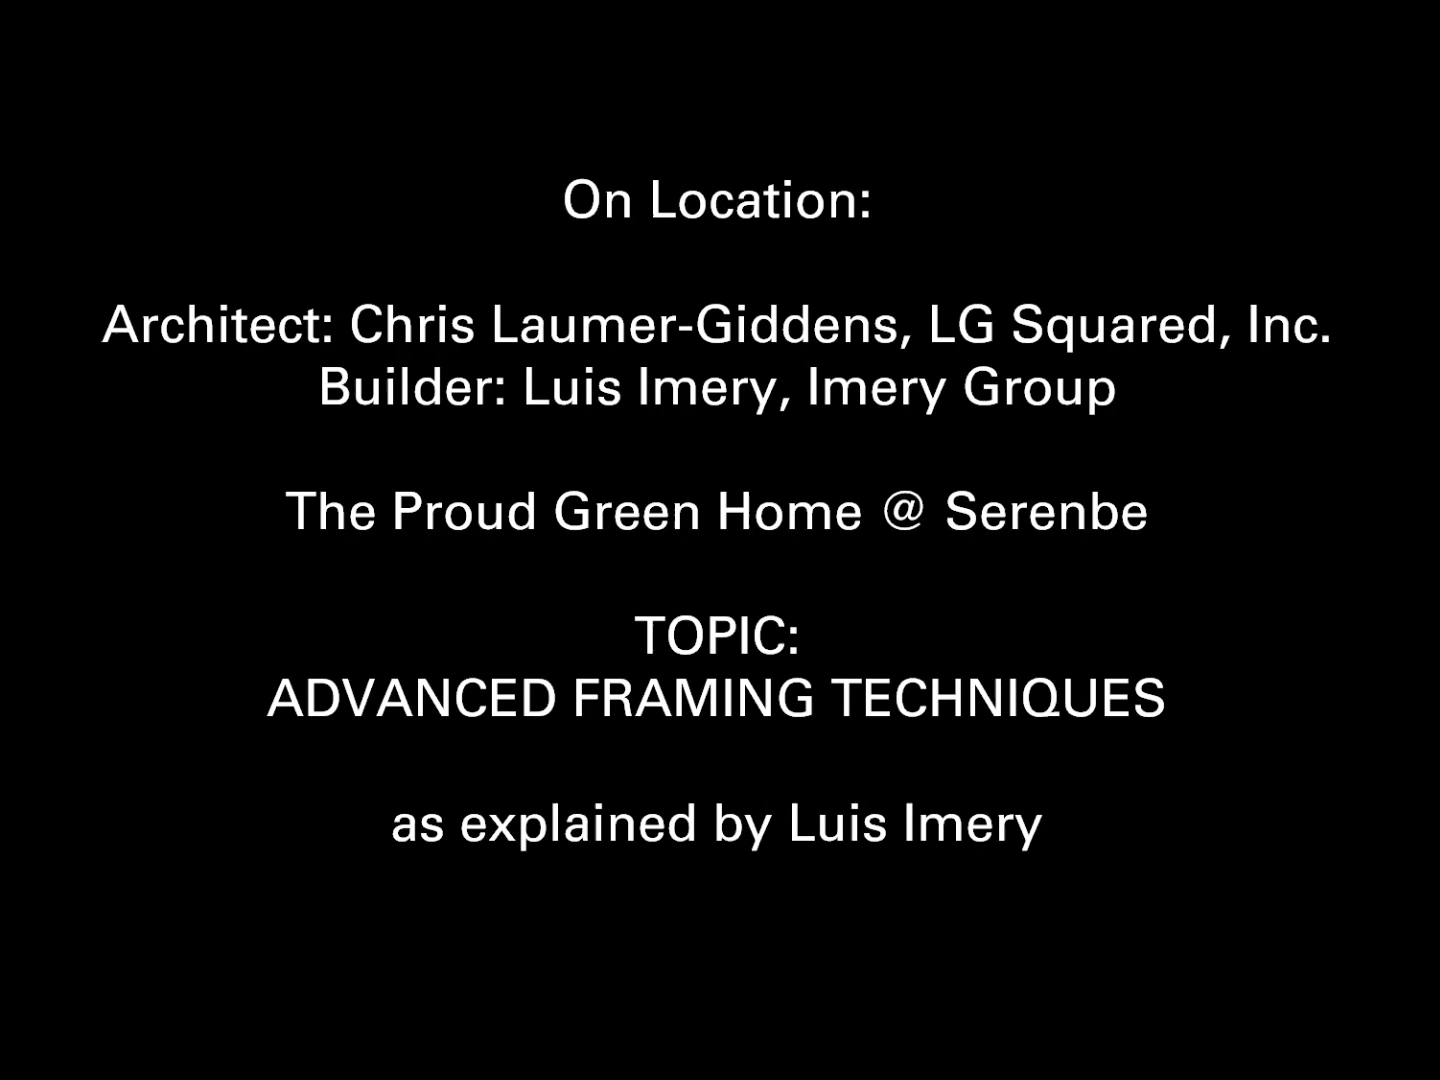 On Location:
Architect: Chris Laumer-Giddens, LG Squared, Inc.
Builder: Luis Imery, Imery Group
The Proud Green Home @ Serenbe
TOPIC:
ADVANCED FRAMING TECHNIQUES
as explained by Luis Imery